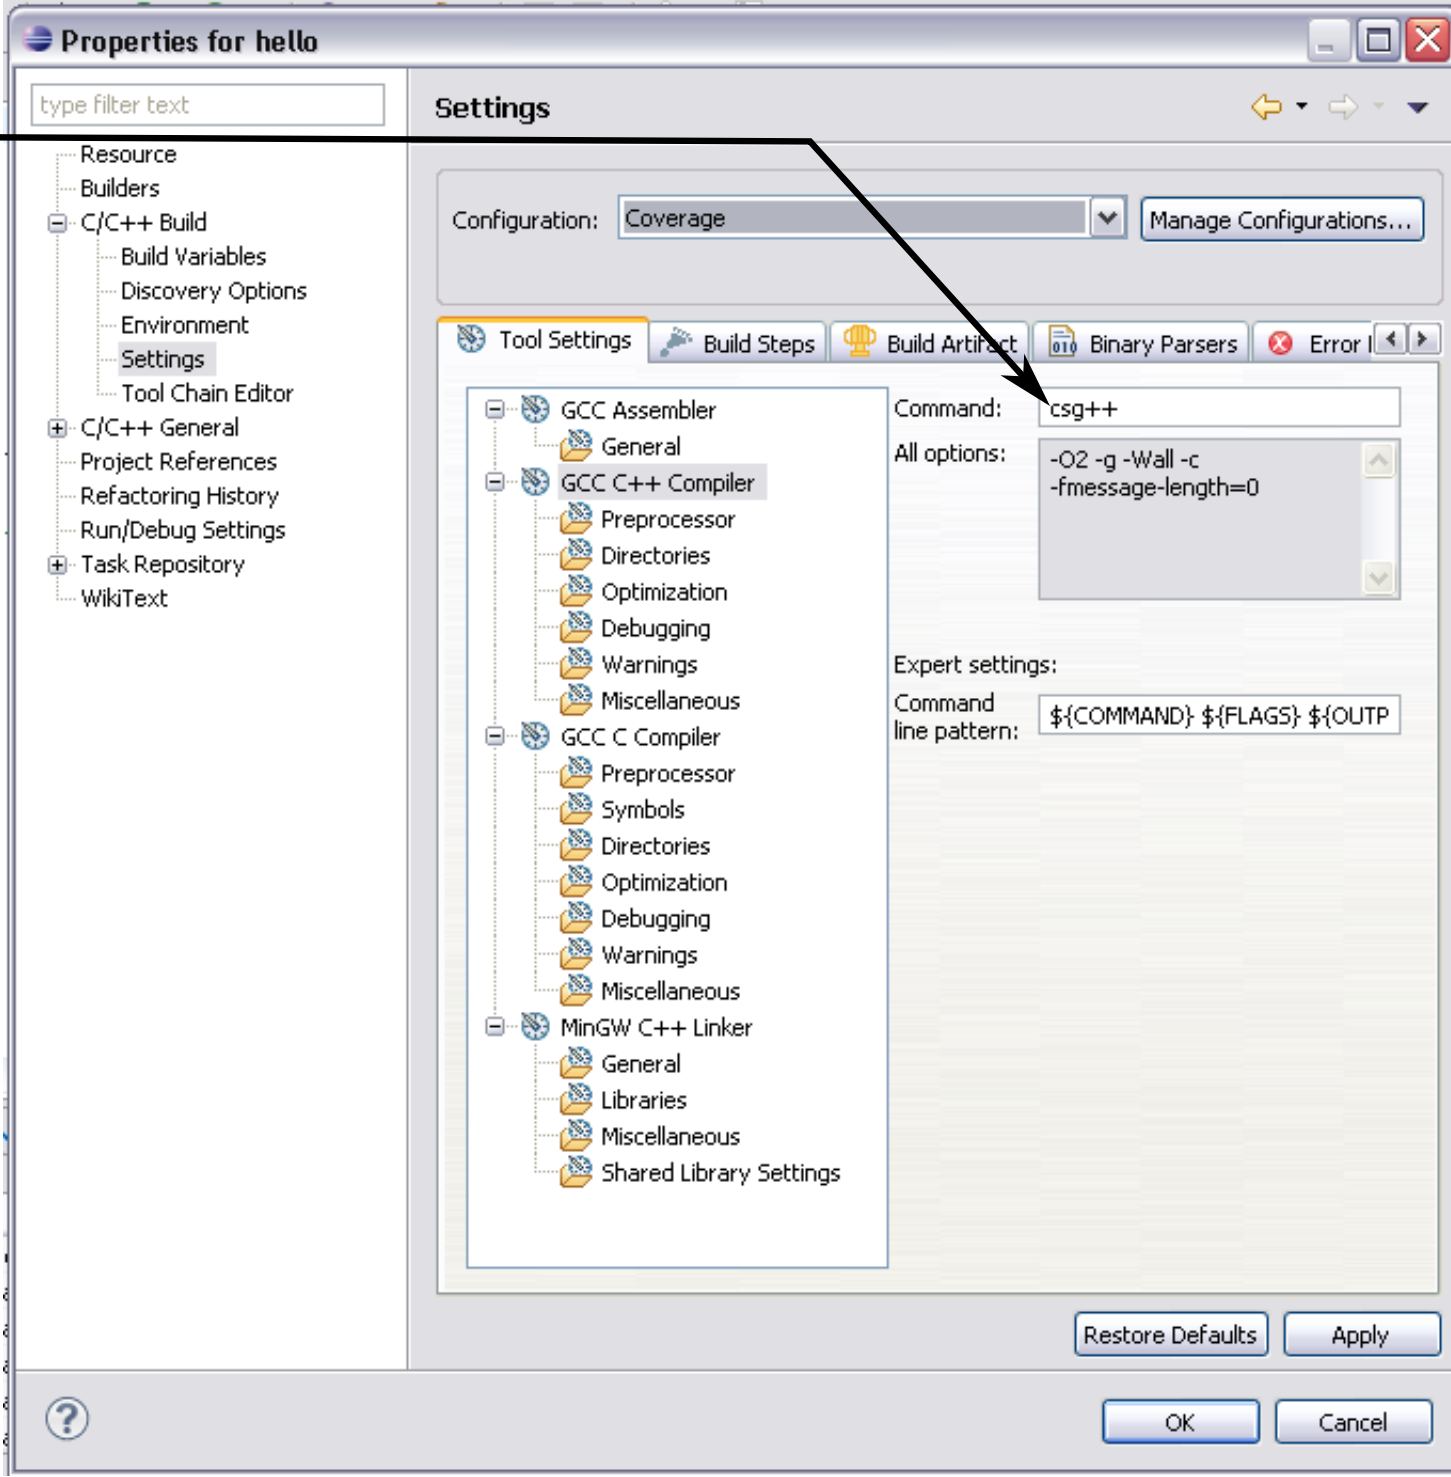 Properties for hello
type filter text
Resource
Builders
C/C++ Build
Build Variables
Discovery Options
Environment
Settings
Tool Chain Editor
C/C++ General
Project References
Refactoring History
Run/Debug Settings
Task Repository
WikiText
Settings
Configuration: Coverage Manage Configurations...
Tool Settings Build Steps Build Artifact Binary Parsers Error
GCC Assembler
General
GCC C++ Compiler
Preprocessor
Directories
Optimization
Debugging
Warnings
Miscellaneous
GCC C Compiler
Preprocessor
Symbols
Directories
Optimization
Debugging
Warnings
Miscellaneous
MinGW C++ Linker
General
Libraries
Miscellaneous
Shared Library Settings
Command: csg++
All options: -O2 -g -Wall -c
-fmessage-length=0
Expert settings:
Command
line pattern: ${COMMAND} ${FLAGS} ${OUTP
Restore Defaults Apply
OK Cancel